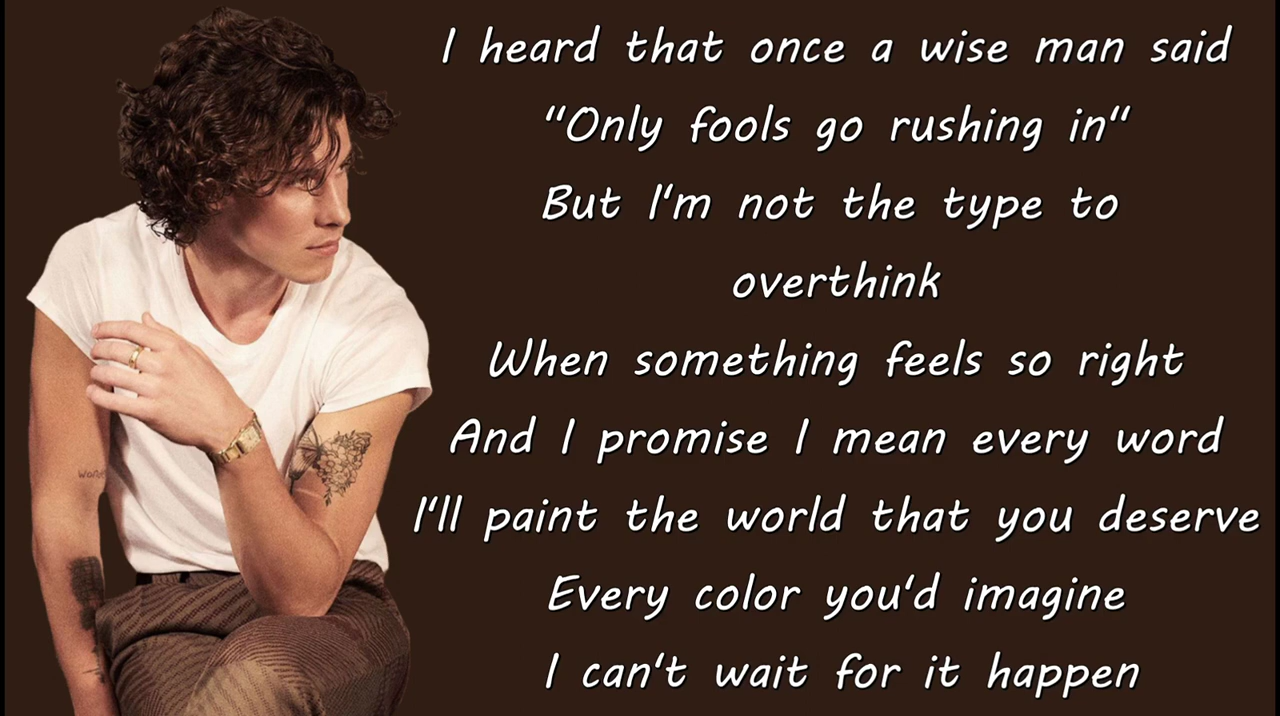 I heard that once a wise man said
“Only fools go rushing in“
But I'm not the type to
overthink
When something feels so right
And I promise I mean every word
I'll paint the world that you deserve
Every color you'd imagine
I can't wait for it happen